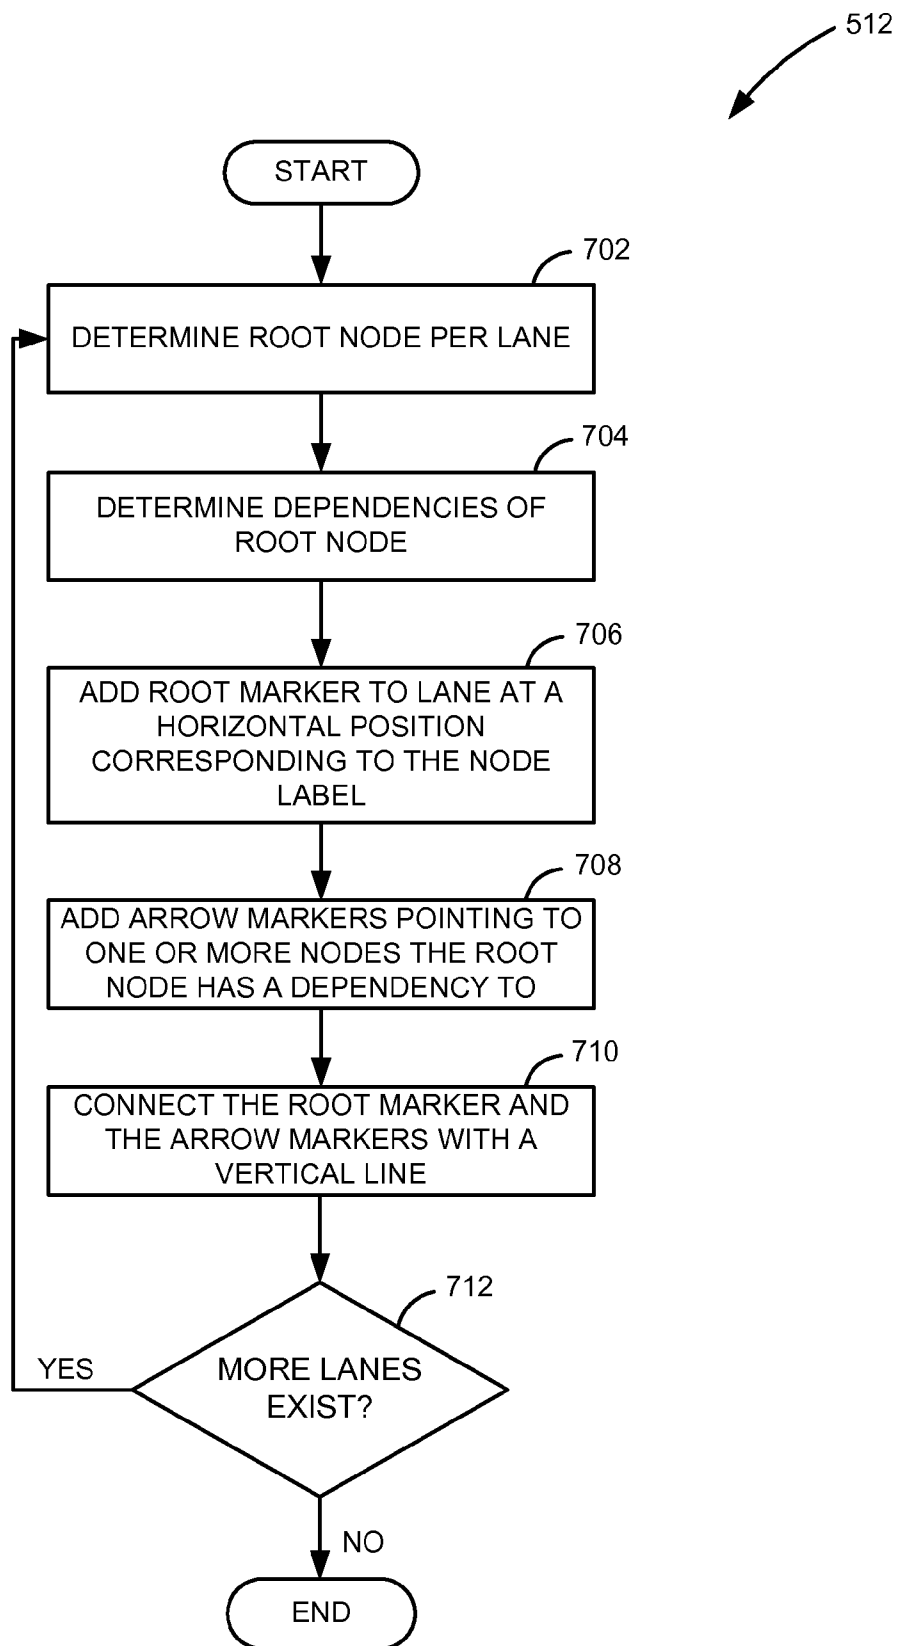 512
START
702
DETERMINE ROOT NODE PER LANE
704
DETERMINE DEPENDENCIES OF
ROOT NODE
706
ADD ROOT MARKER TO LANE AT A
HORIZONTAL POSITION
CORRESPONDING TO THE NODE
LABEL
708
ADD ARROW MARKERS POINTING TO
ONE OR MORE NODES THE ROOT
NODE HAS A DEPENDENCY TO
710
CONNECT THE ROOT MARKER AND
THE ARROW MARKERS WITH A
VERTICAL LINE
712
MORE LANES
EXIST?
YES
NO
END